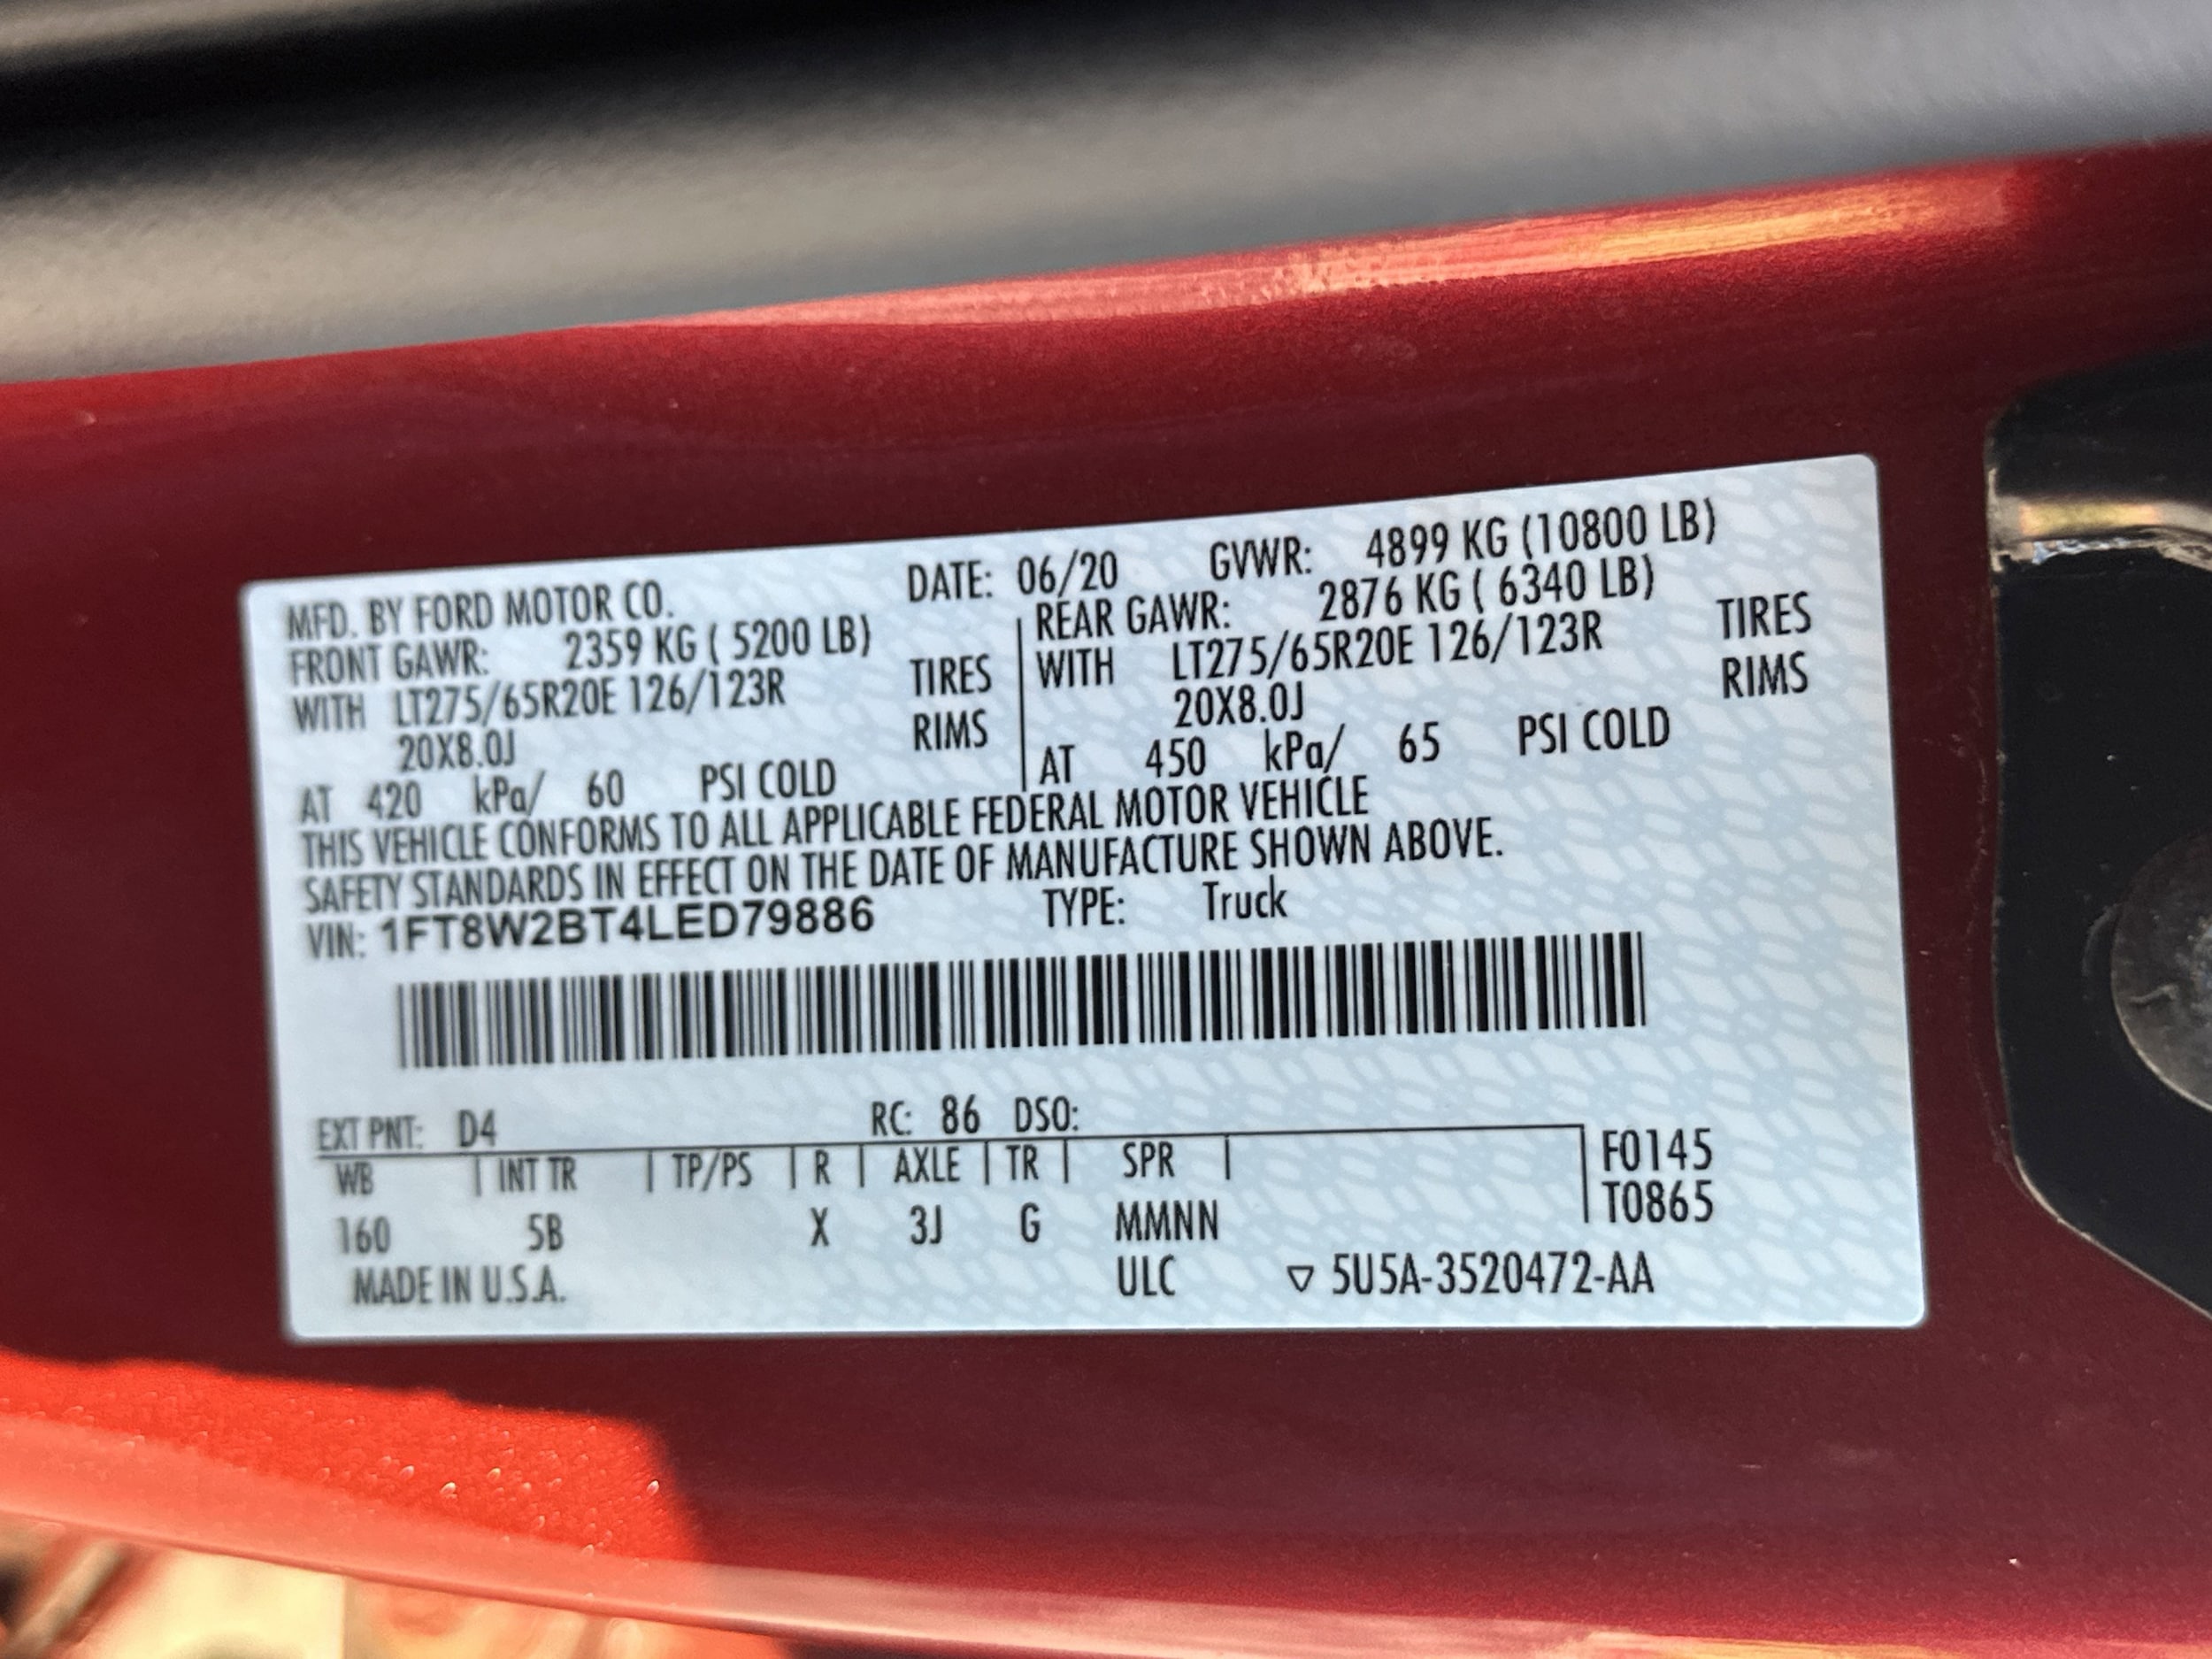 MFD. BY FORD MOTOR CO. DATE: 06/20 GVWR: 4899 KG (10800 LB)
FRONT GAWR: 2359 KG ( 5200 LB) REAR GAWR: 2876 KG ( 6340 LB)
WITH LT275/65R20E 126/123R TIRES WITH LT275/65R20E 126/123R TIRES
20X8.0J RIMS 20X8.0J RIMS
AT 420 kPa/ 60 PSI COLD AT 450 kPa/ 65 PSI COLD
THIS VEHICLE CONFORMS TO ALL APPLICABLE FEDERAL MOTOR VEHICLE
SAFETY STANDARDS IN EFFECT ON THE DATE OF MANUFACTURE SHOWN ABOVE.
VIN: 1FT8W2BT4LED79886 TYPE: Truck
EXT PNT: D4 RC: 86 DSO:
WB | INT TR | TP/PS | R | AXLE | TR | SPR | F0145
T0865
160 5B X 3J G MMNN
MADE IN U.S.A. ULC ▽ 5U5A-3520472-AA